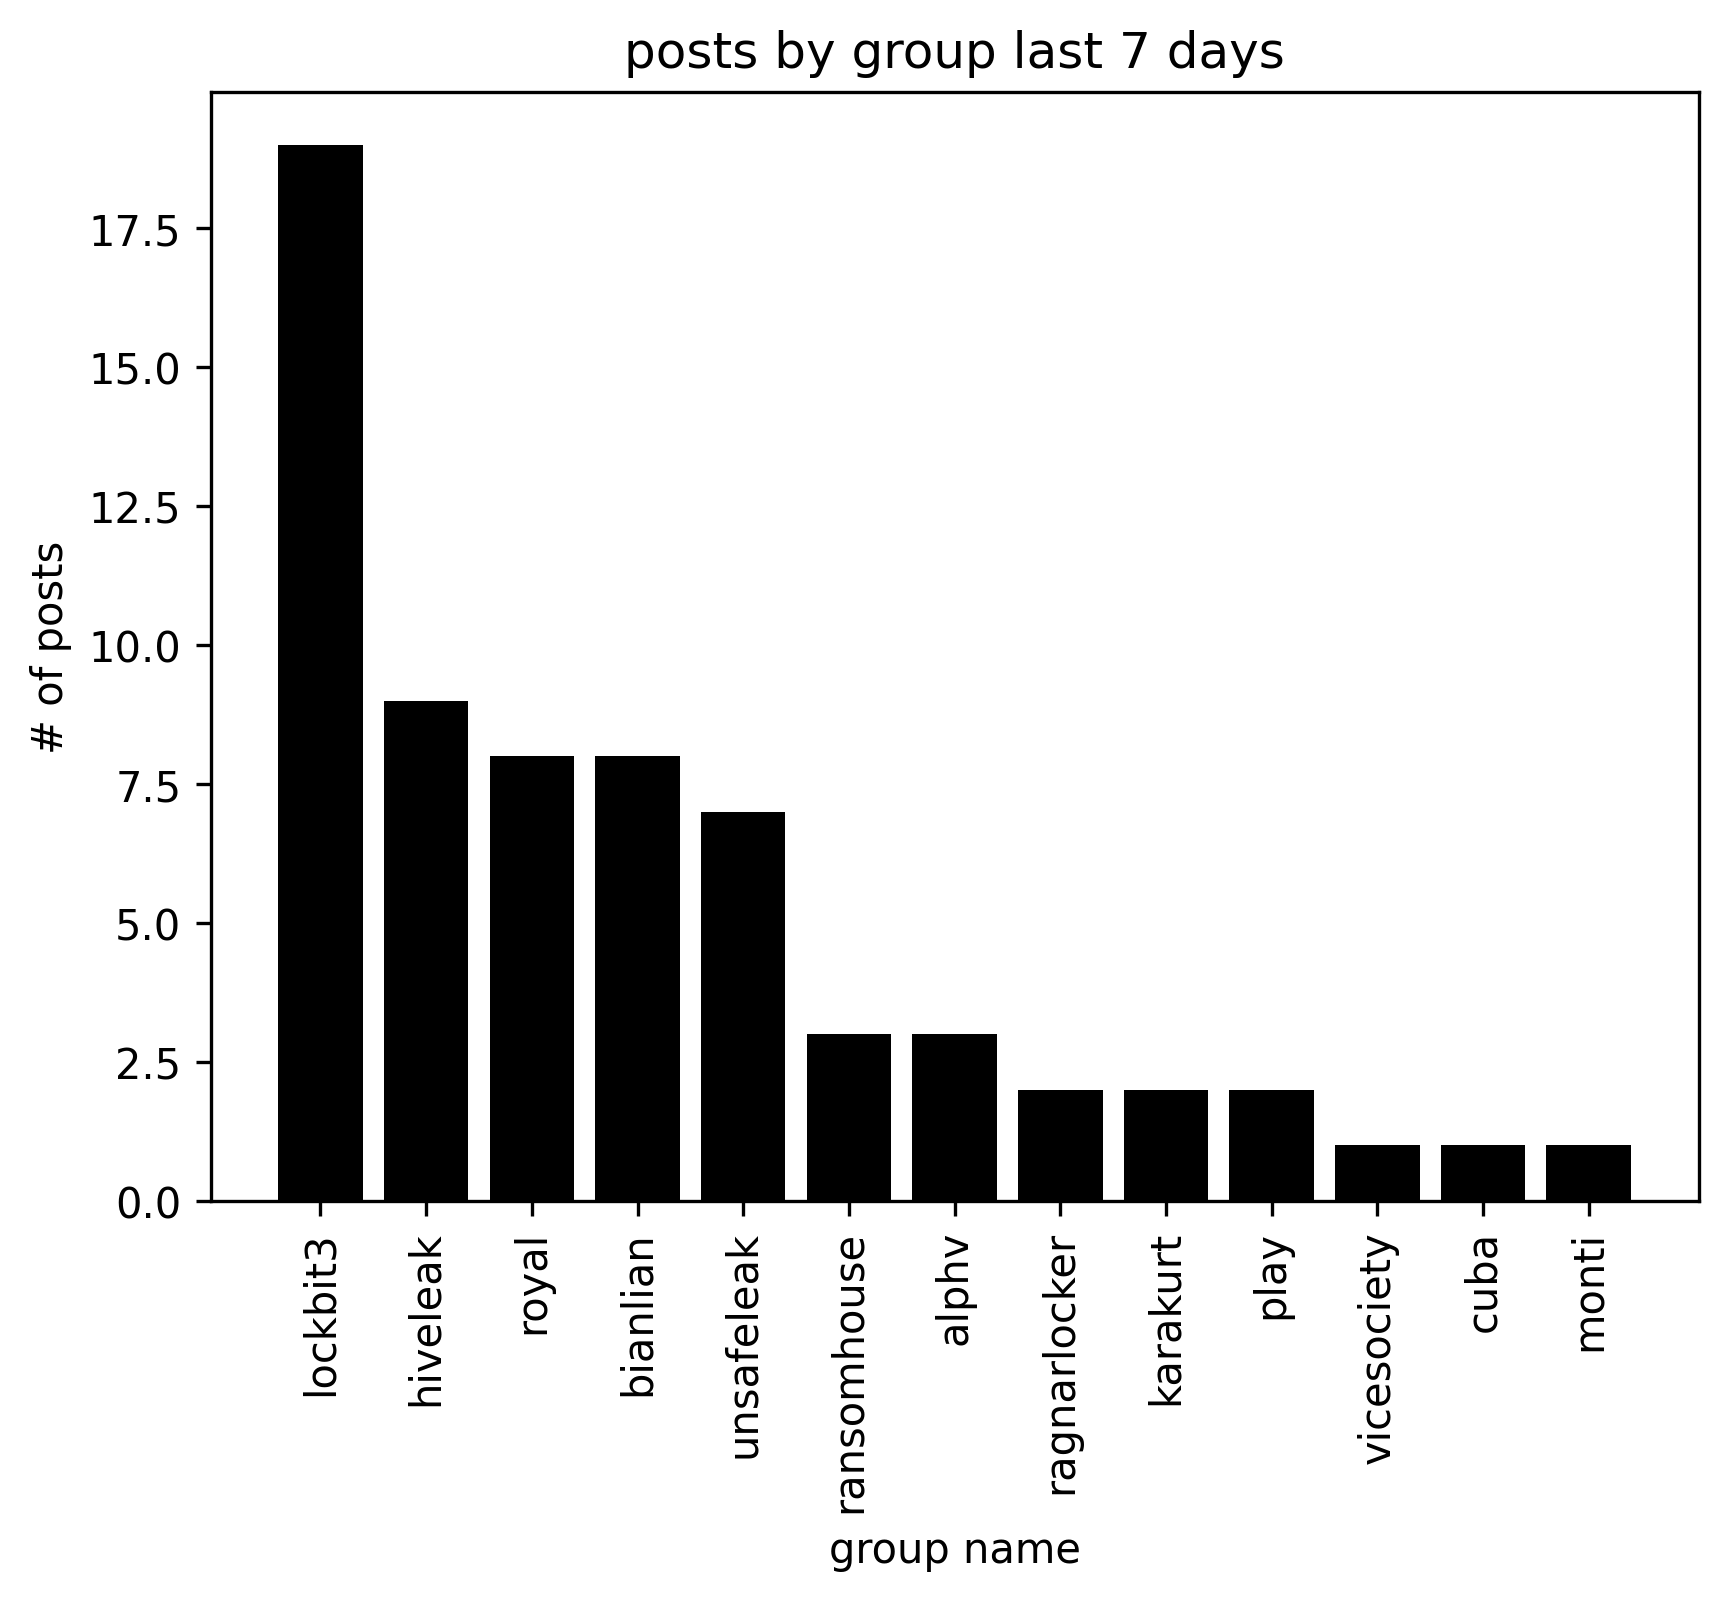 posts by group last 7 days
# of posts
17.5
15.0
12.5
10.0
7.5
5.0
2.5
0.0
lockbit3
hiveleak
royal
bianlian
unsafeleak
ransomhouse
alphv
ragnarlocker
karakurt
play
vicesociety
cuba
monti
group name